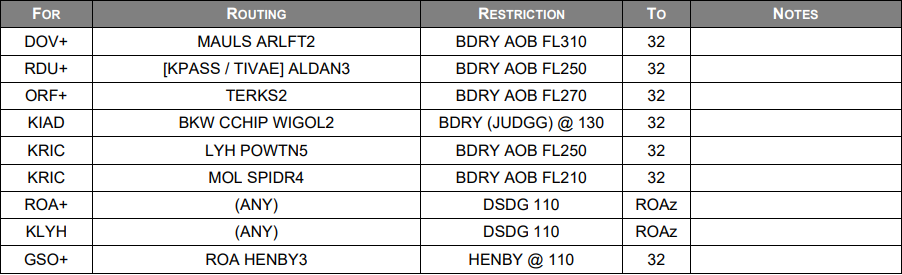 FOR ROUTING RESTRICTION TO NOTES
DOV+ MAULS ARLFT2 BDRY AOB FL310 32
RDU+ [KPASS / TIVAE] ALDAN3 BDRY AOB FL250 32
ORF+ TERKS2 BDRY AOB FL270 32
KIAD BKW CCHIP WIGOL2 BDRY (JUDGG) @ 130 32
KRIC LYH POWTN5 BDRY AOB FL250 32
KRIC MOL SPIDR4 BDRY AOB FL210 32
ROA+ (ANY) DSDG 110 ROAz
KLYH (ANY) DSDG 110 ROAz
GSO+ ROA HENBY3 HENBY @ 110 32